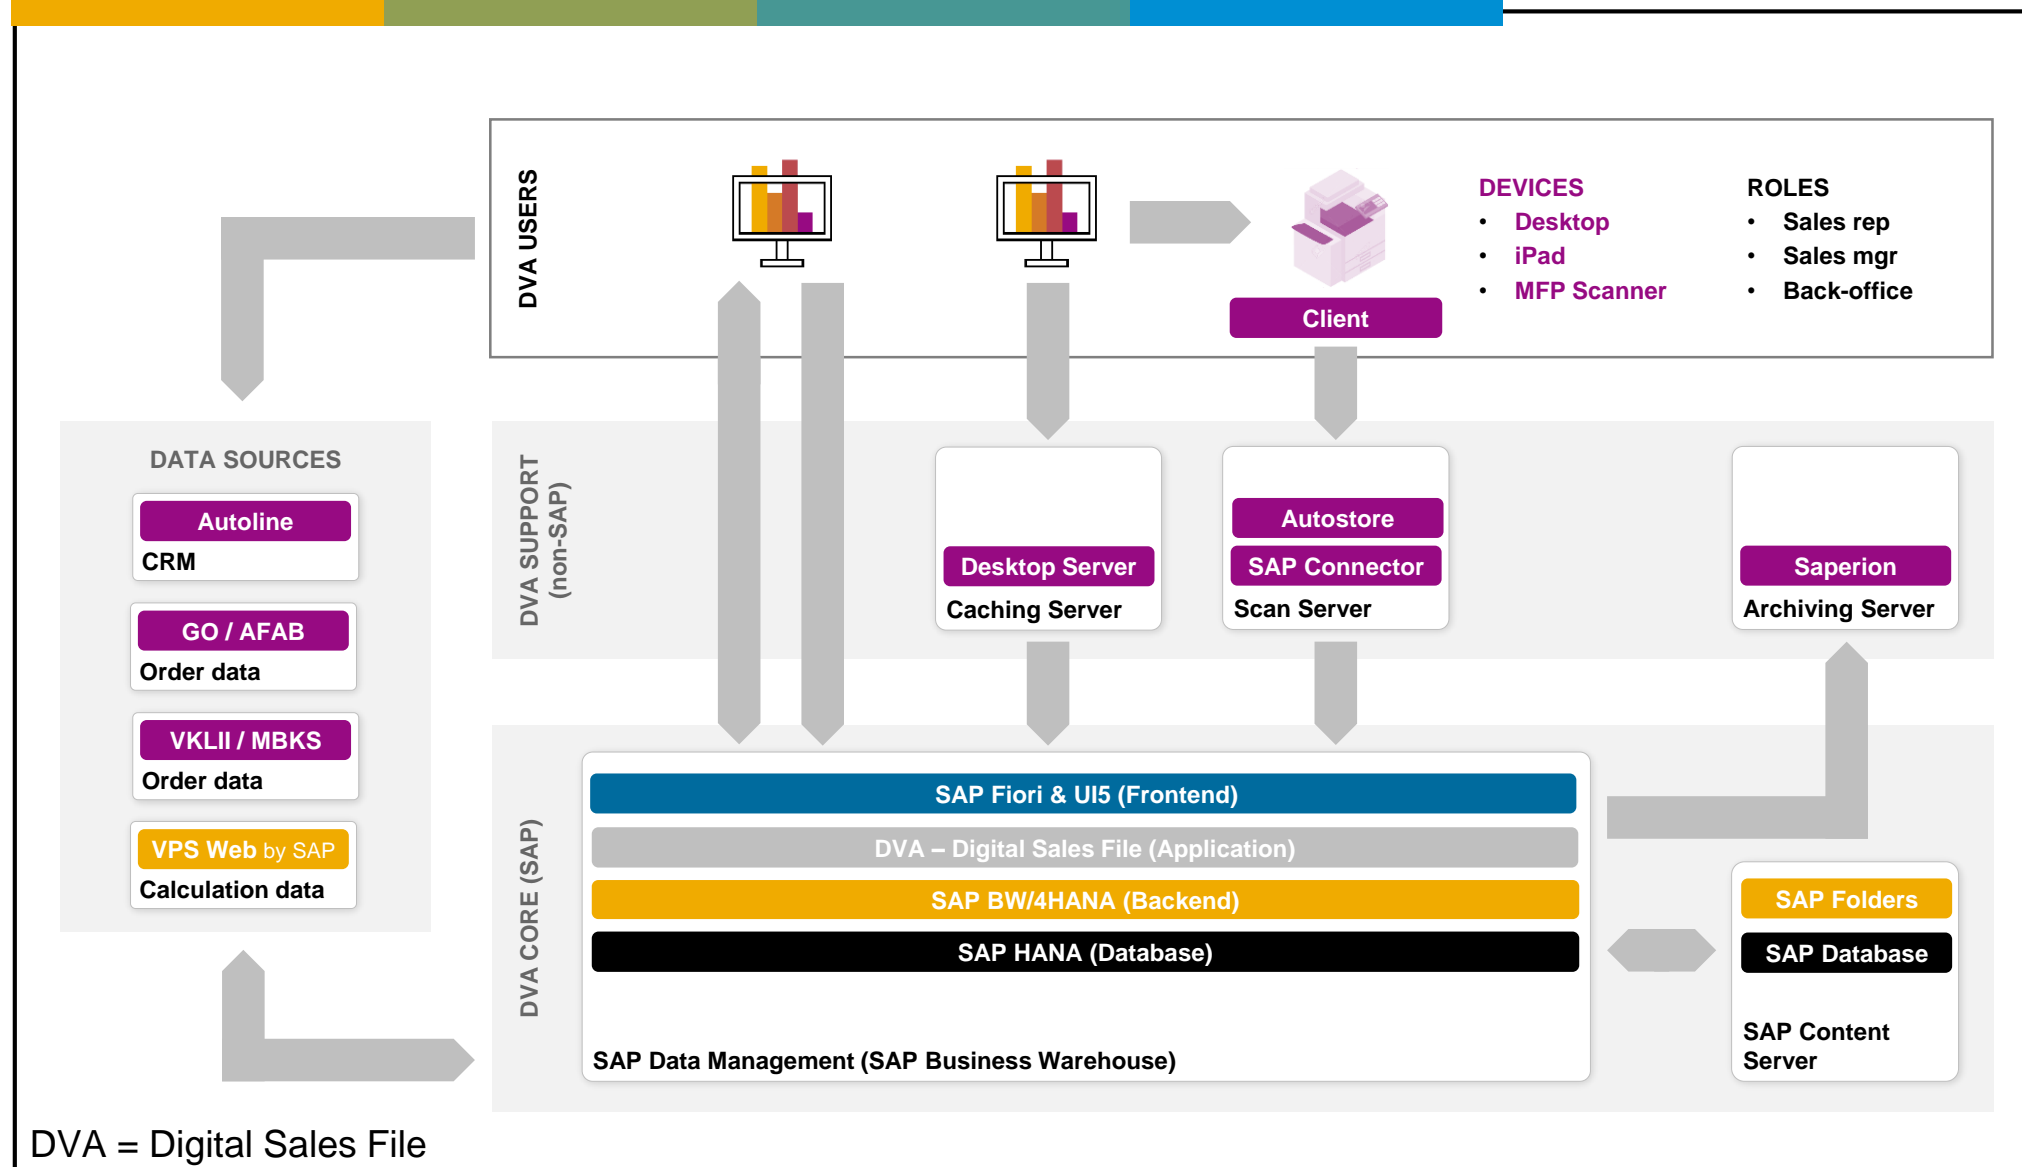 DVA USERS
DEVICES
• Desktop
• iPad
• MFP Scanner
ROLES
• Sales rep
• Sales mgr
• Back-office
Client
DATA SOURCES
Autoline
CRM
GO / AFAB
Order data
VKLII / MBKS
Order data
VPS Web by SAP
Calculation data
DVA SUPPORT
(non-SAP)
Desktop Server
Caching Server
Autostore
SAP Connector
Scan Server
Saperion
Archiving Server
DVA CORE (SAP)
SAP Fiori & UI5 (Frontend)
DVA – Digital Sales File (Application)
SAP BW/4HANA (Backend)
SAP HANA (Database)
SAP Data Management (SAP Business Warehouse)
SAP Folders
SAP Database
SAP Content
Server
DVA = Digital Sales File